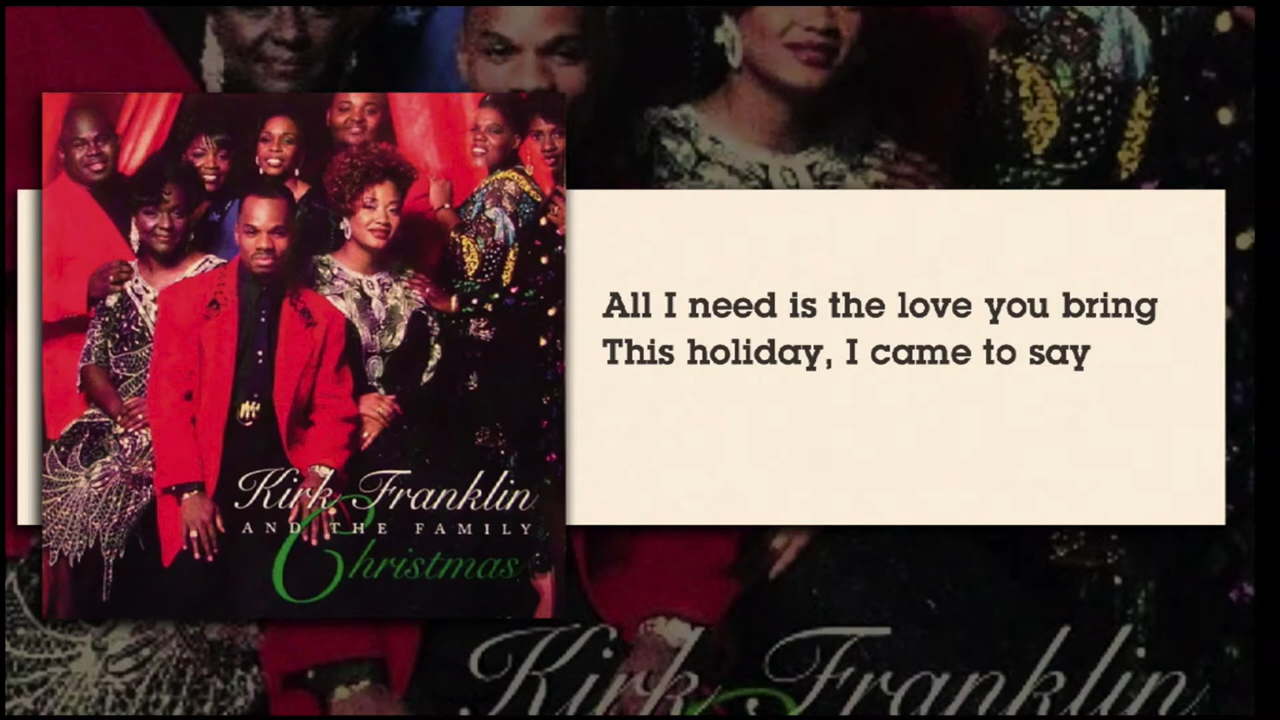 Kirk Franklin
AND THE FAMILY
Christmas
All I need is the love you bring
This holiday, I came to say
Kirk Franklin